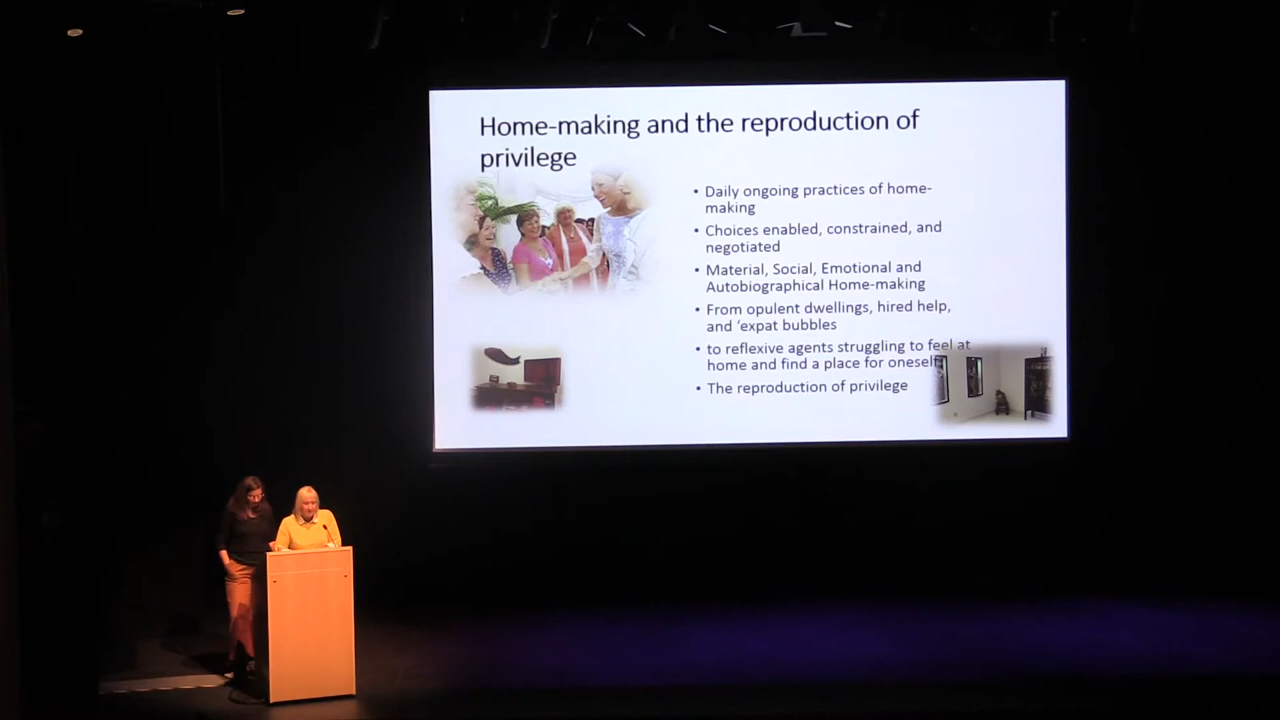 Home-making and the reproduction of
privilege
• Daily ongoing practices of home-
making
• Choices enabled, constrained, and
negotiated
• Material, Social, Emotional and
Autobiographical Home-making
• From opulent dwellings, hired help,
and ‘expat bubbles
• to reflexive agents struggling to feel at
home and find a place for oneself
• The reproduction of privilege